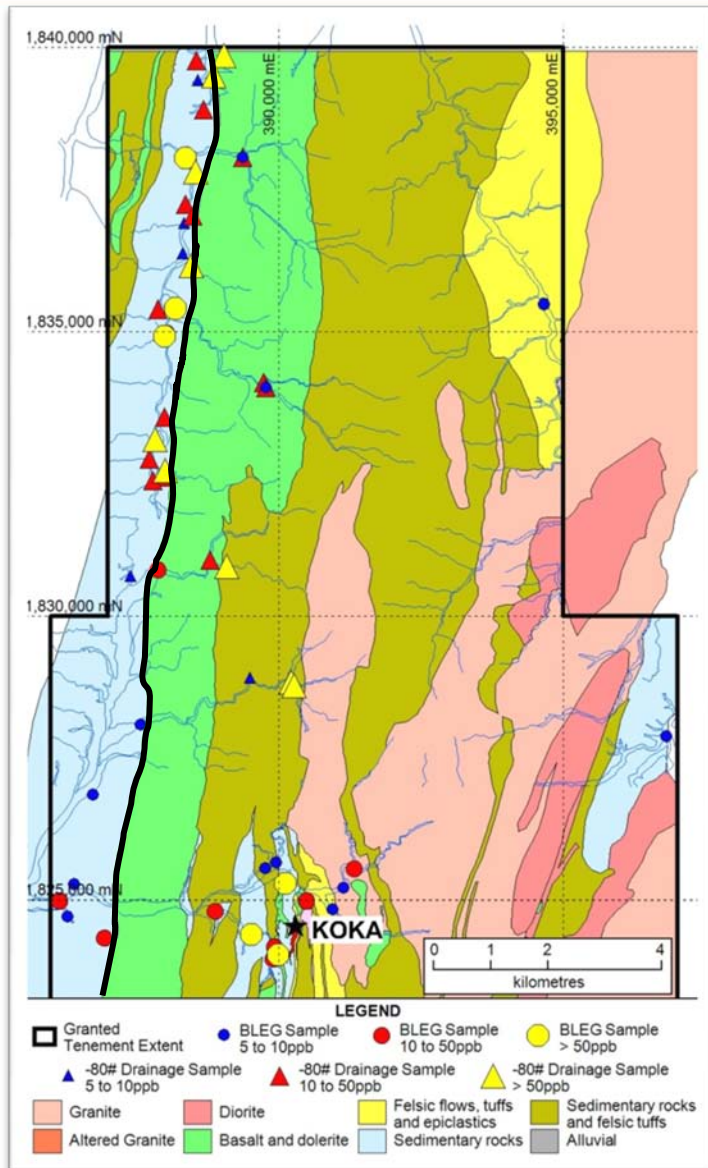 1,840,000 mN
390,000 mE
395,000 mE
1,835,000 mN
1,830,000 mN
1,825,000 mN
KOKA
0 1 2 4
kilometres
LEGEND
Granted
Tenement Extent
BLEG Sample
5 to 10ppb
BLEG Sample
10 to 50ppb
BLEG Sample
> 50ppb
-80# Drainage Sample
5 to 10ppb
-80# Drainage Sample
10 to 50ppb
-80# Drainage Sample
> 50ppb
Granite
Diorite
Felsic flows, tuffs
and epiclastics
Sedimentary rocks
and felsic tuffs
Altered Granite
Basalt and dolerite
Sedimentary rocks
Alluvial